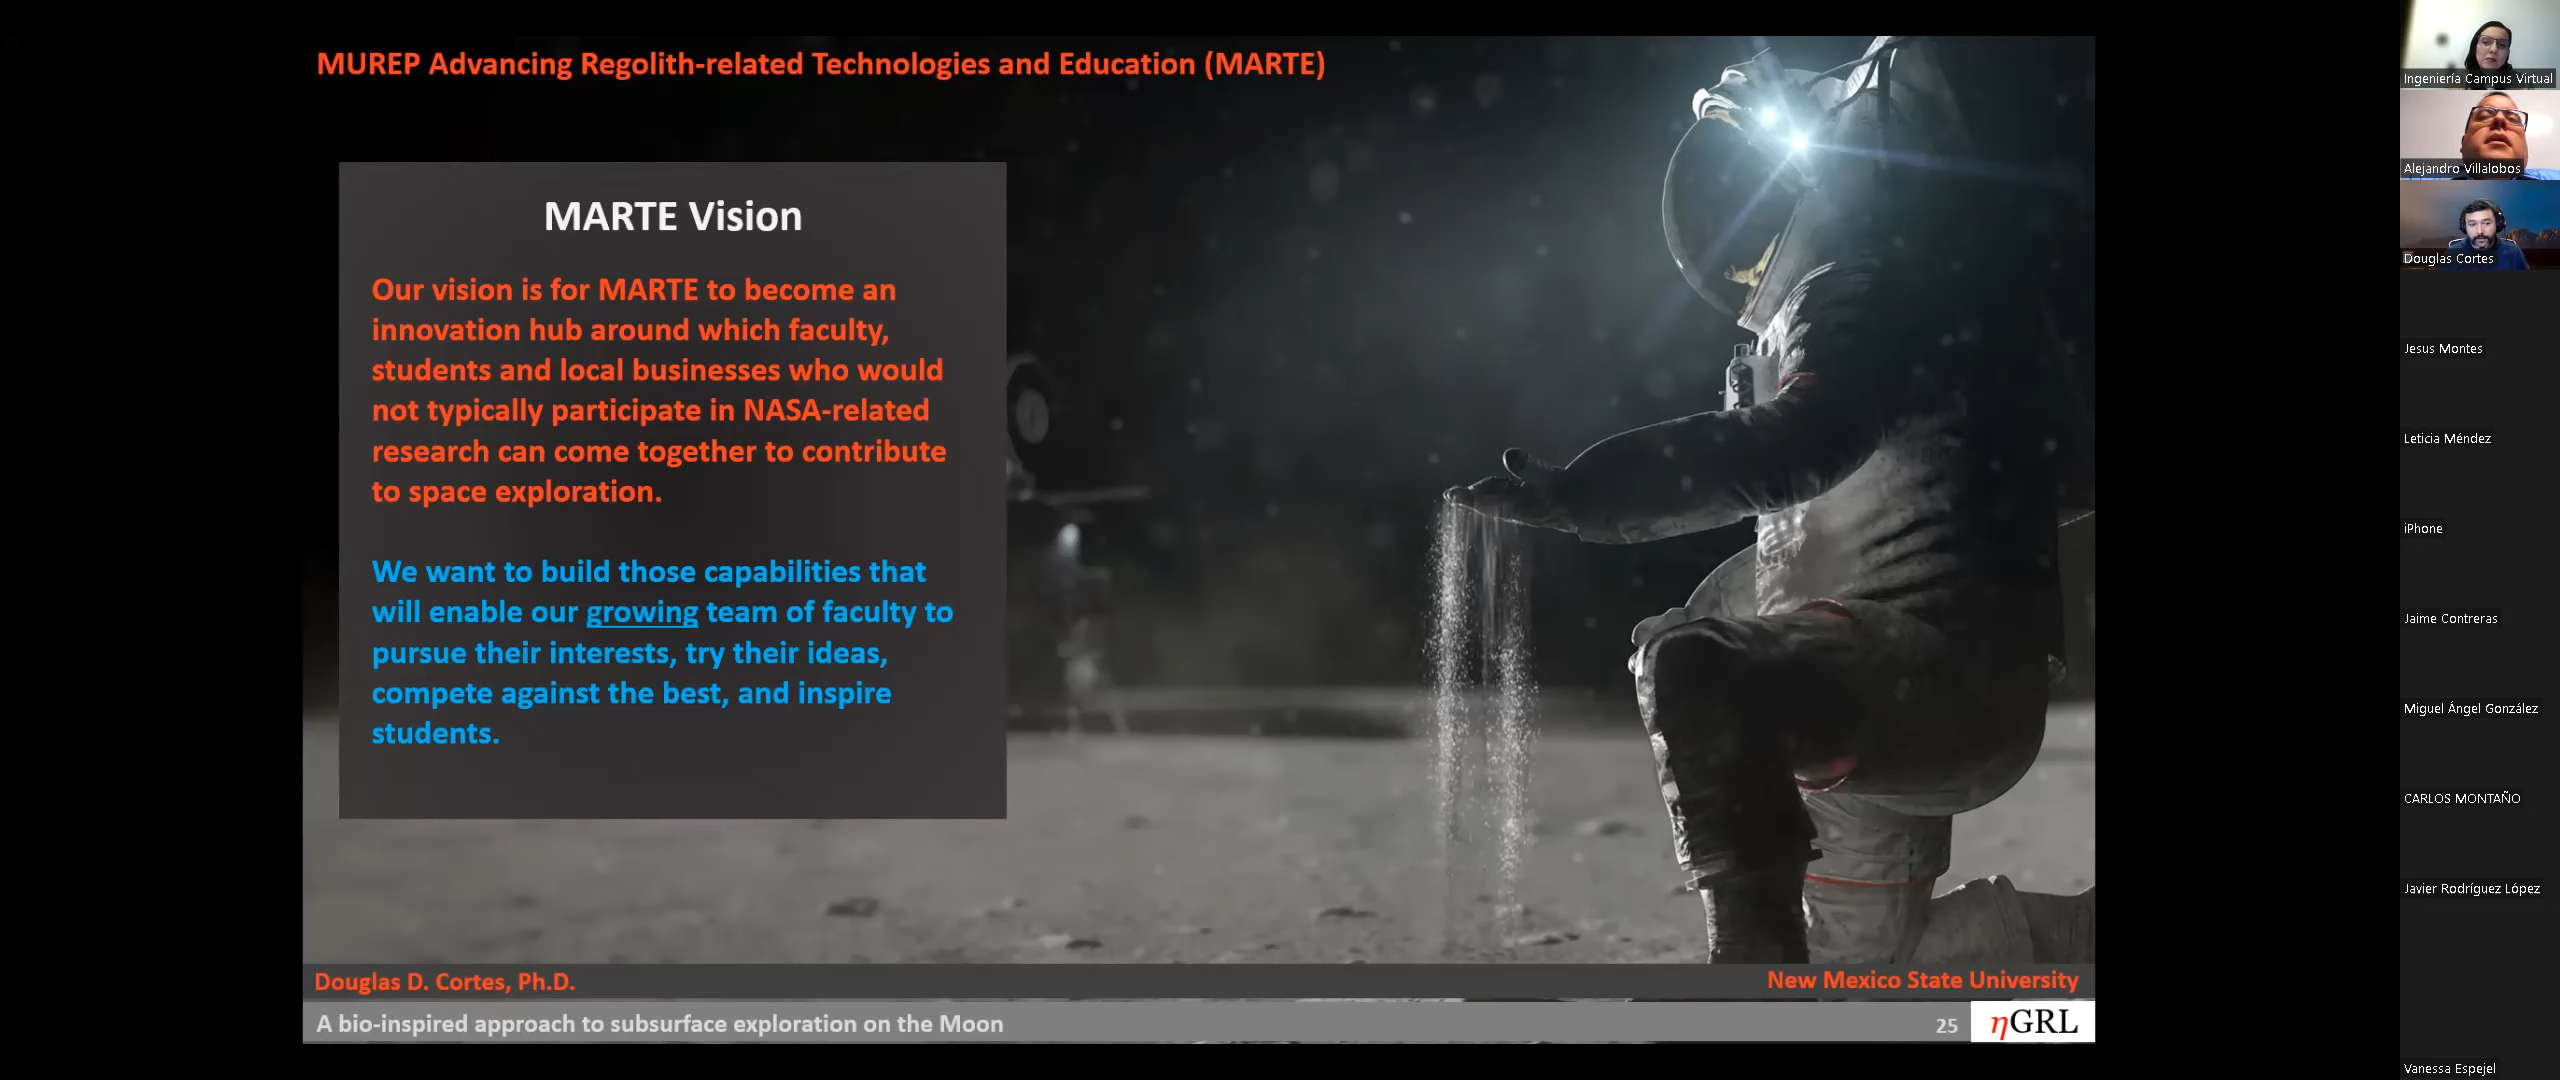 MUREP Advancing Regolith-related Technologies and Education (MARTE)
MARTE Vision
Our vision is for MARTE to become an
innovation hub around which faculty,
students and local businesses who would
not typically participate in NASA-related
research can come together to contribute
to space exploration.
We want to build those capabilities that
will enable our growing team of faculty to
pursue their interests, try their ideas,
compete against the best, and inspire
students.
Douglas D. Cortes, Ph.D.
New Mexico State University
A bio-inspired approach to subsurface exploration on the Moon
25
ηGRL
Ingeniería Campus Virtual
Alejandro Villalobos
Douglas Cortes
Jesus Montes
Leticia Méndez
iPhone
Jaime Contreras
Miguel Ángel González
CARLOS MONTAÑO
Javier Rodríguez López
Vanessa Espejel